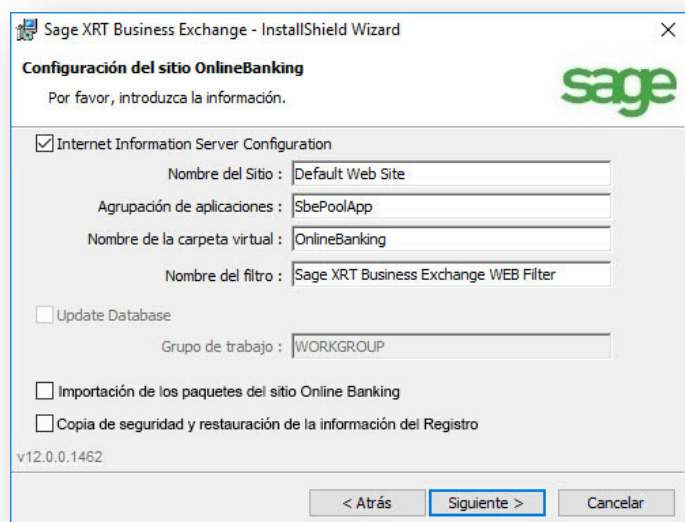 Sage XRT Business Exchange - InstallShield Wizard
Configuración del sitio OnlineBanking
Por favor, introduzca la información.
sage
Internet Information Server Configuration
Nombre del Sitio : Default Web Site
Agrupación de aplicaciones : SbePoolApp
Nombre de la carpeta virtual : OnlineBanking
Nombre del filtro : Sage XRT Business Exchange WEB Filter
Update Database
Grupo de trabajo : WORKGROUP
Importación de los paquetes del sitio Online Banking
Copia de seguridad y restauración de la información del Registro
v12.0.0.1462
< Atrás Siguiente > Cancelar